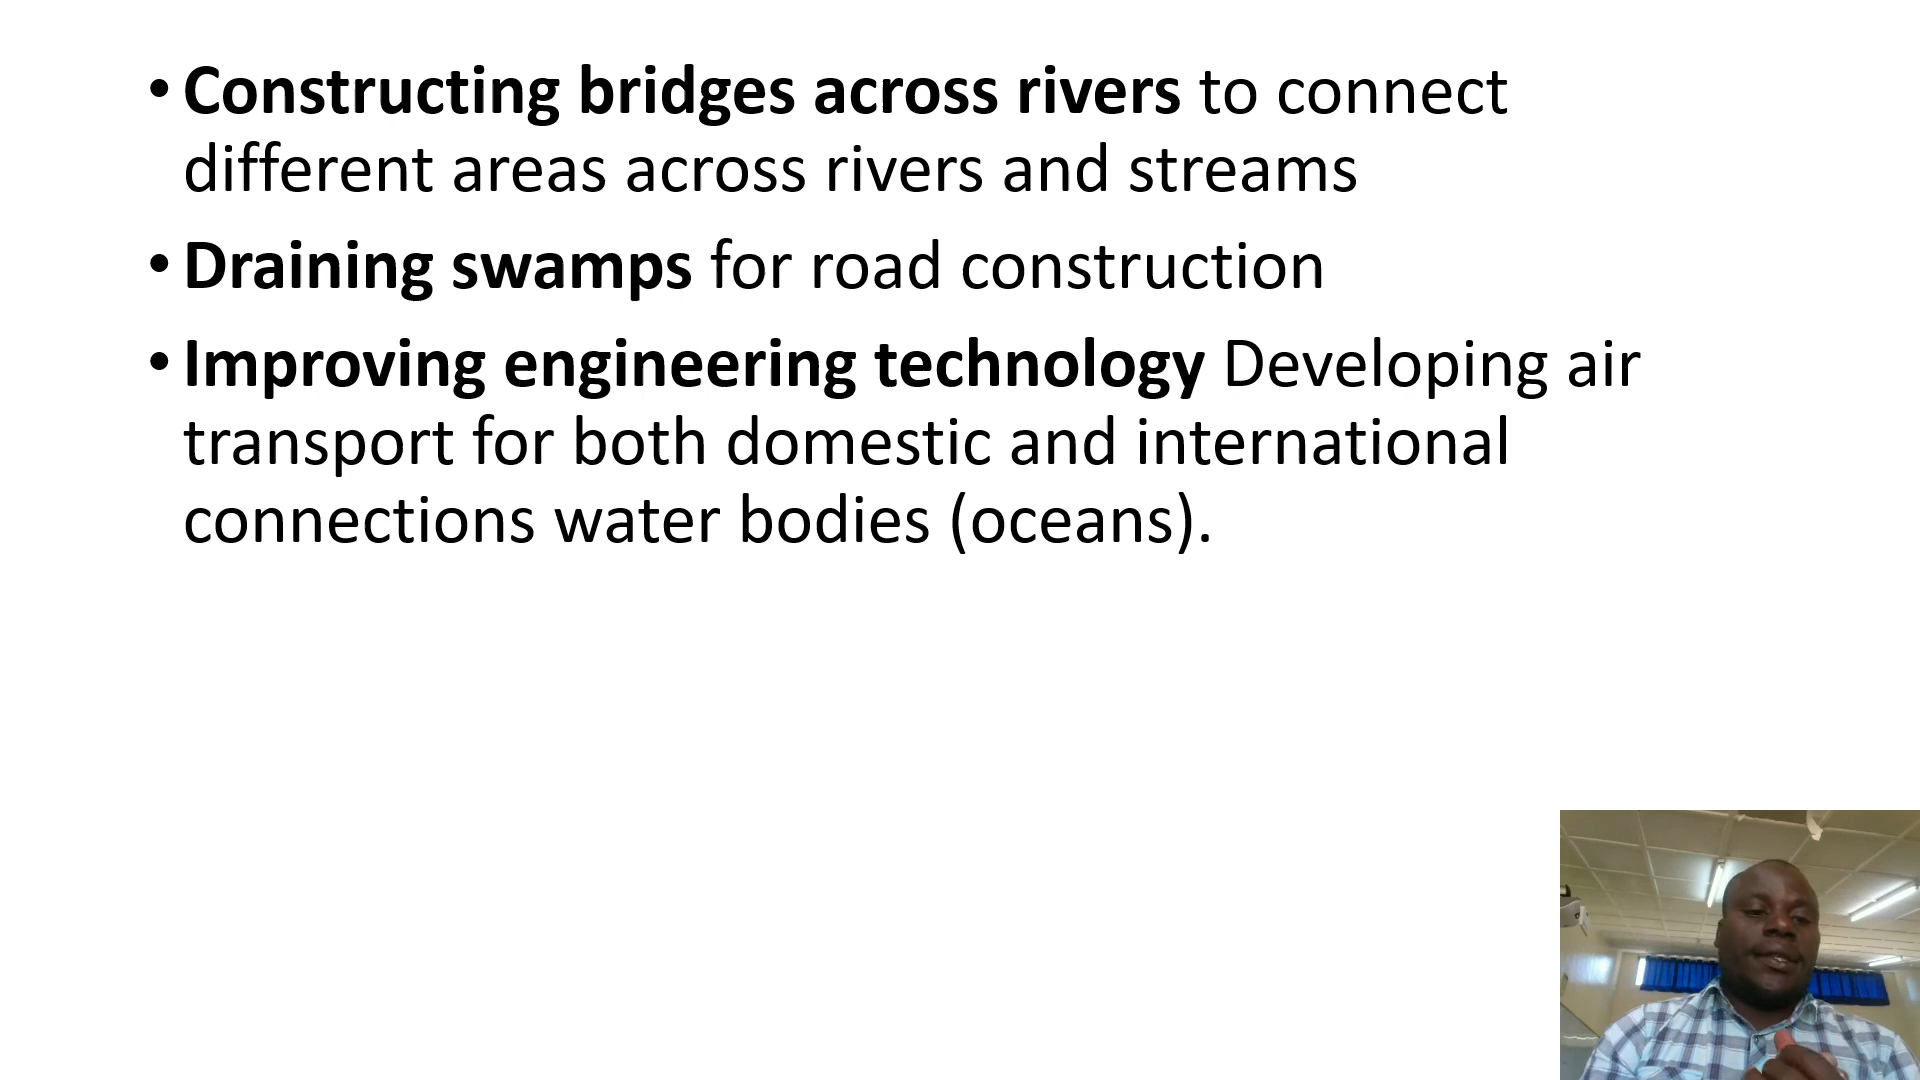 • Constructing bridges across rivers to connect
different areas across rivers and streams
• Draining swamps for road construction
• Improving engineering technology Developing air
transport for both domestic and international
connections water bodies (oceans).